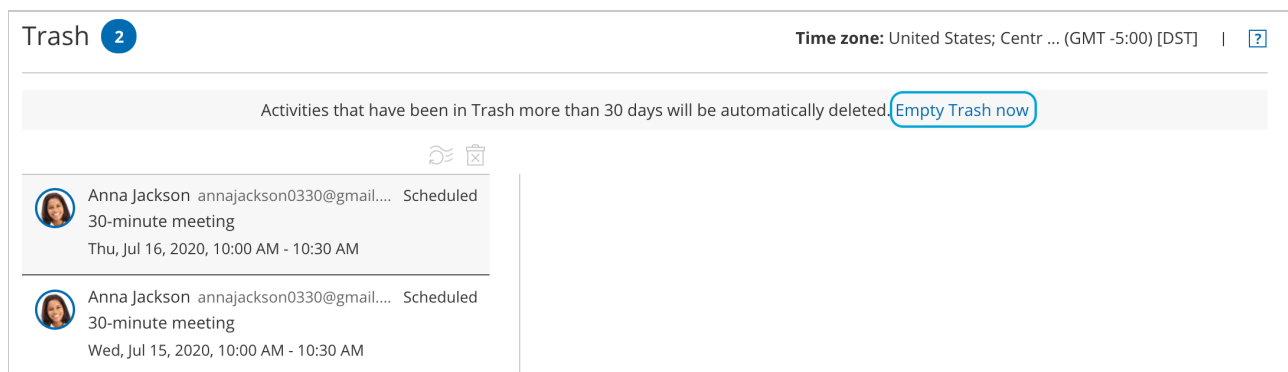 Trash 2
Time zone: United States; Centr ... (GMT -5:00) [DST] | ?
Activities that have been in Trash more than 30 days will be automatically deleted. Empty Trash now
Anna Jackson annajackson0330@gmail.... Scheduled
30-minute meeting
Thu, Jul 16, 2020, 10:00 AM - 10:30 AM
Anna Jackson annajackson0330@gmail.... Scheduled
30-minute meeting
Wed, Jul 15, 2020, 10:00 AM - 10:30 AM